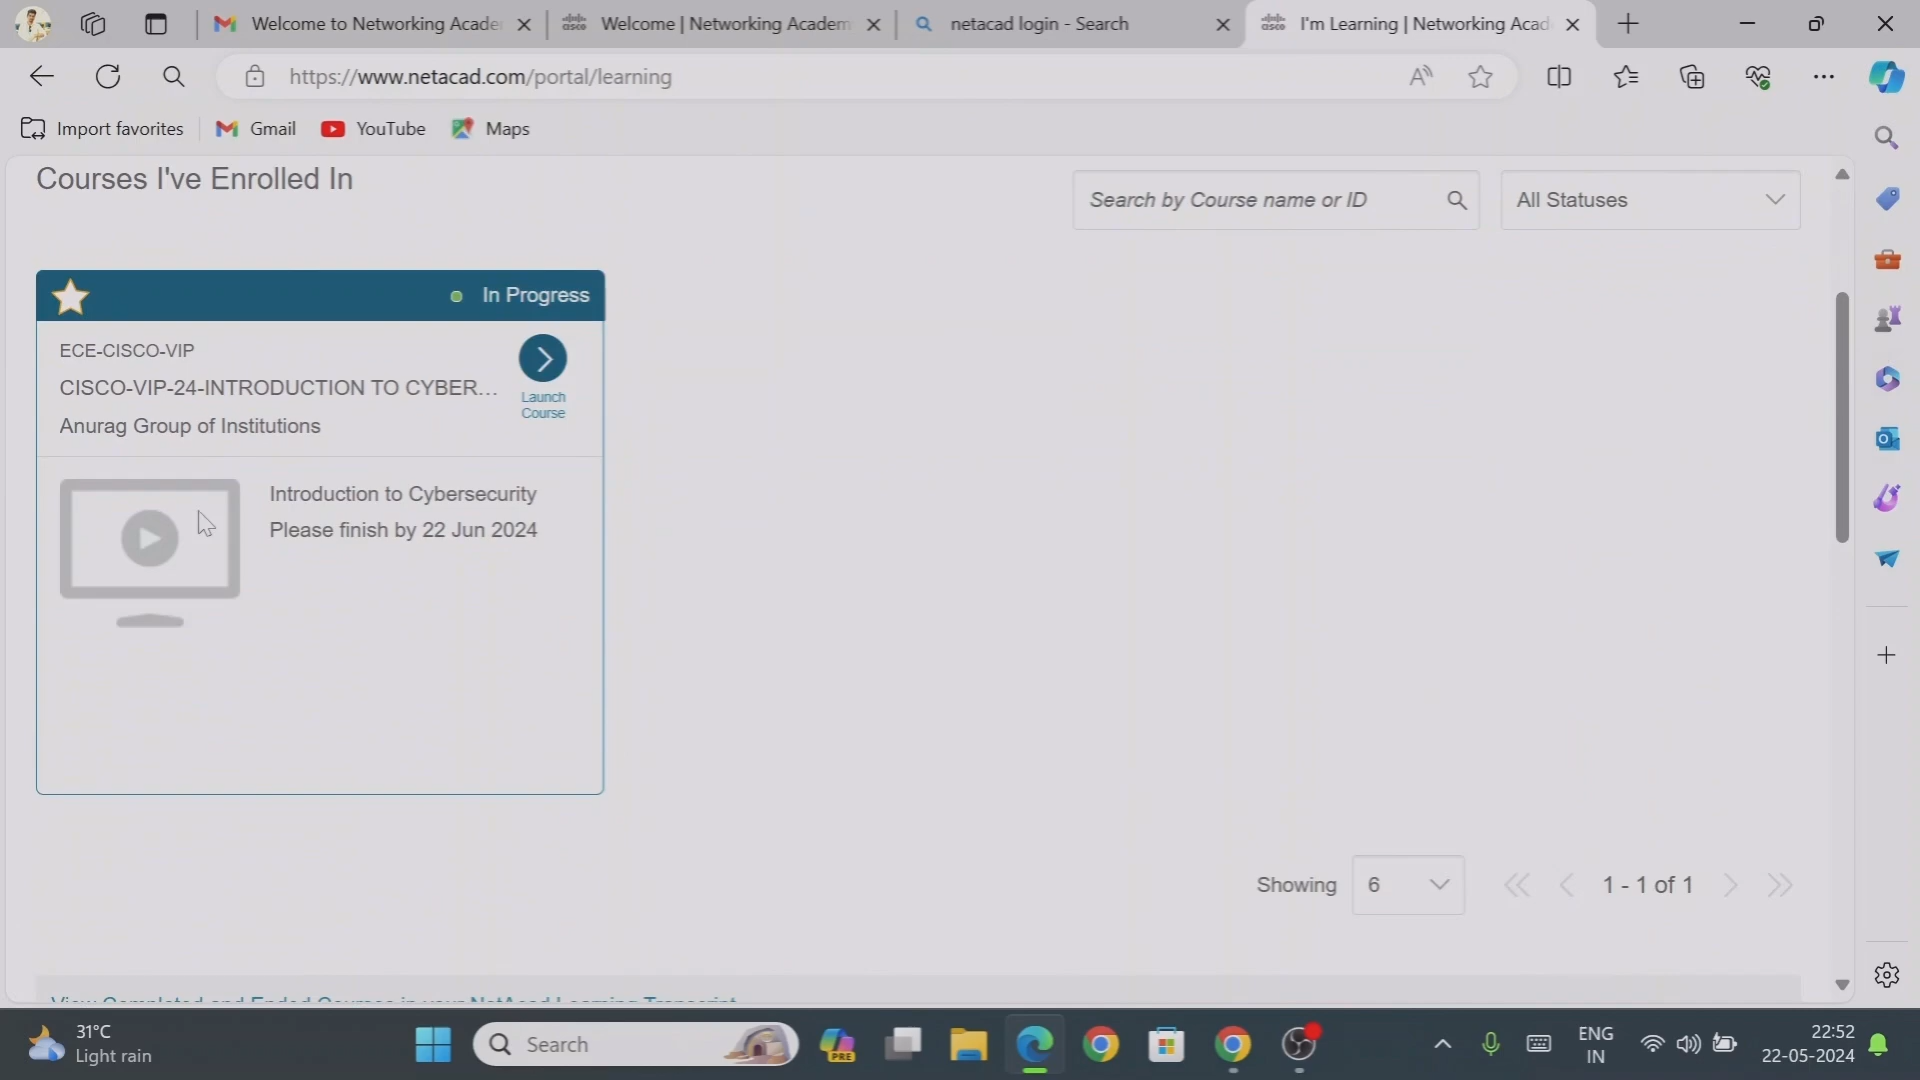 Welcome to Networking Acade
Welcome | Networking Academ
netacad login - Search
I'm Learning | Networking Acad
https://www.netacad.com/portal/learning
Import favorites
Gmail
YouTube
Maps
Courses I've Enrolled In
Search by Course name or ID
All Statuses
In Progress
ECE-CISCO-VIP
CISCO-VIP-24-INTRODUCTION TO CYBER...
Anurag Group of Institutions
Launch
Course
Introduction to Cybersecurity
Please finish by 22 Jun 2024
Showing
6
1 - 1 of 1
View Completed and Ended Courses in your NetAcad Learning Transcript
31°C
Light rain
Search
PRE
ENG
IN
22:52
22-05-2024